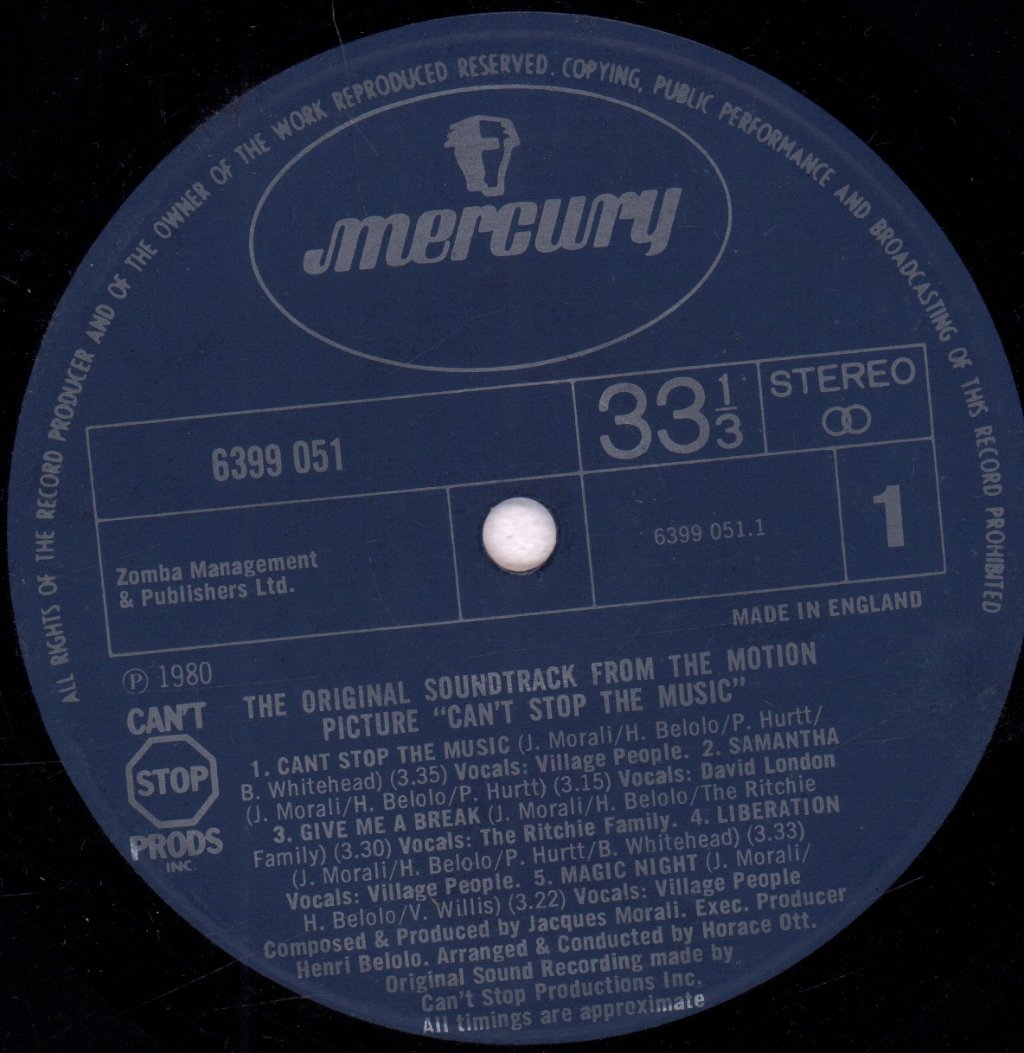 ALL RIGHTS OF THE RECORD PRODUCER AND OF THE OWNER OF THE WORK REPRODUCED RESERVED. COPYING, PUBLIC PERFORMANCE AND BROADCASTING OF THIS RECORD PROHIBITED
mercury
6399 051
33 1/3
STEREO
Zomba Management
& Publishers Ltd.
6399 051.1
1
MADE IN ENGLAND
℗ 1980
CAN'T
STOP
PRODS
INC.
THE ORIGINAL SOUNDTRACK FROM THE MOTION
PICTURE "CAN'T STOP THE MUSIC"
1. CANT STOP THE MUSIC (J. Morali/H. Belolo/P. Hurtt/
B. Whitehead) (3.35) Vocals: Village People. 2. SAMANTHA
(J. Morali/H. Belolo/P. Hurtt) (3.15) Vocals: David London
3. GIVE ME A BREAK (J. Morali/H. Belolo/The Ritchie
Family) (3.30) Vocals: The Ritchie Family. 4. LIBERATION
(J. Morali/H. Belolo/P. Hurtt/B. Whitehead) (3.33)
Vocals: Village People. 5. MAGIC NIGHT (J. Morali/
H. Belolo/V. Willis) (3.22) Vocals: Village People
Composed & Produced by Jacques Morali. Exec. Producer
Henri Belolo. Arranged & Conducted by Horace Ott.
Original Sound Recording made by
Can't Stop Productions Inc.
All timings are approximate